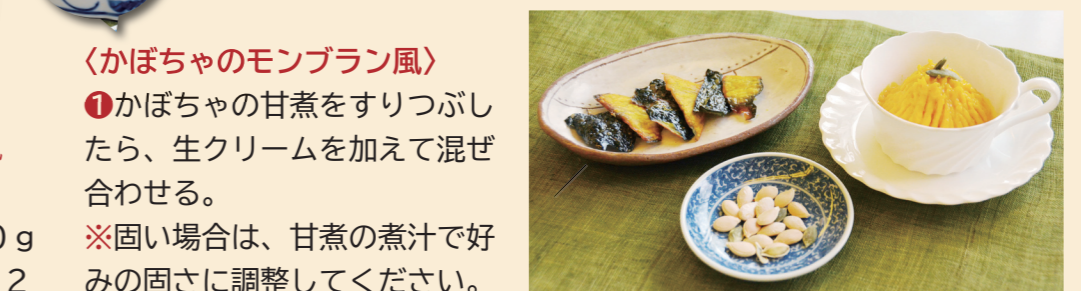 〈かぼちゃのモンブラン風〉
❶かぼちゃの甘煮をすりつぶし
たら、生クリームを加えて混ぜ
合わせる。
※固い場合は、甘煮の煮汁で好
みの固さに調整してください。
0g
2